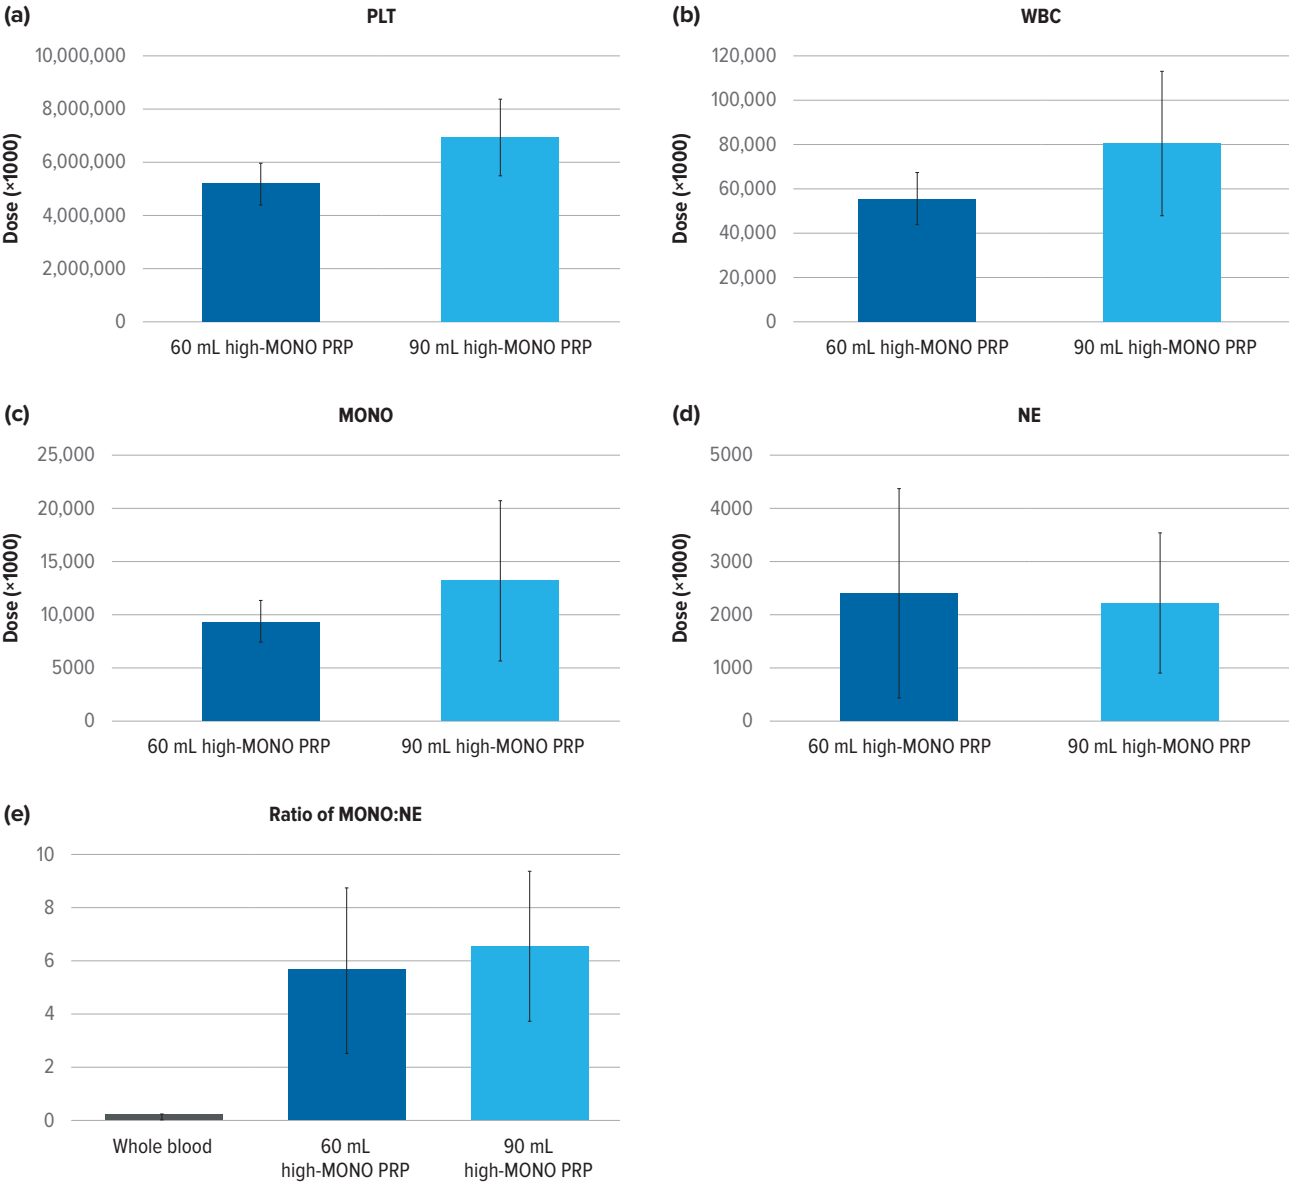 (a)
PLT
10,000,000
8,000,000
6,000,000
4,000,000
2,000,000
0
Dose (×1000)
60 mL high-MONO PRP
90 mL high-MONO PRP
(b)
WBC
120,000
100,000
80,000
60,000
40,000
20,000
0
Dose (×1000)
60 mL high-MONO PRP
90 mL high-MONO PRP
(c)
MONO
25,000
20,000
15,000
10,000
5000
0
Dose (×1000)
60 mL high-MONO PRP
90 mL high-MONO PRP
(d)
NE
5000
4000
3000
2000
1000
0
Dose (×1000)
60 mL high-MONO PRP
90 mL high-MONO PRP
(e)
Ratio of MONO:NE
10
8
6
4
2
0
Whole blood
60 mL
high-MONO PRP
90 mL
high-MONO PRP